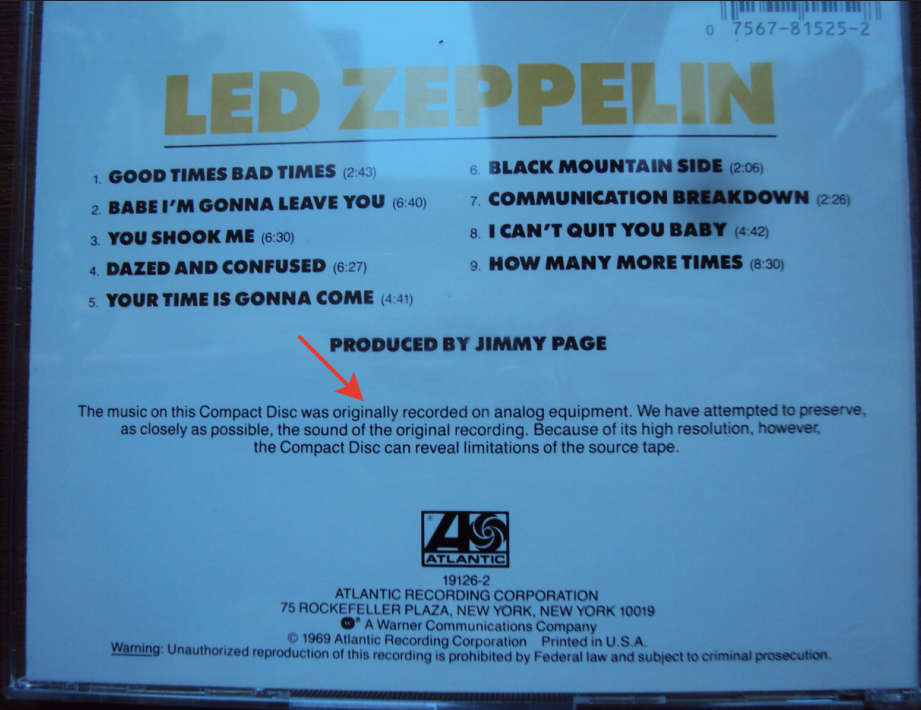 0 7567-81525-2
LED ZEPPELIN
1. GOOD TIMES BAD TIMES (2:43)
2. BABE I'M GONNA LEAVE YOU (6:40)
3. YOU SHOOK ME (6:30)
4. DAZED AND CONFUSED (6:27)
5. YOUR TIME IS GONNA COME (4:41)
6. BLACK MOUNTAIN SIDE (2:06)
7. COMMUNICATION BREAKDOWN (2:26)
8. I CAN'T QUIT YOU BABY (4:42)
9. HOW MANY MORE TIMES (8:30)
PRODUCED BY JIMMY PAGE
The music on this Compact Disc was originally recorded on analog equipment. We have attempted to preserve,
as closely as possible, the sound of the original recording. Because of its high resolution, however,
the Compact Disc can reveal limitations of the source tape.
ATLANTIC
19126-2
ATLANTIC RECORDING CORPORATION
75 ROCKEFELLER PLAZA, NEW YORK, NEW YORK 10019
A Warner Communications Company
© 1969 Atlantic Recording Corporation Printed in U.S.A.
Warning: Unauthorized reproduction of this recording is prohibited by Federal law and subject to criminal prosecution.